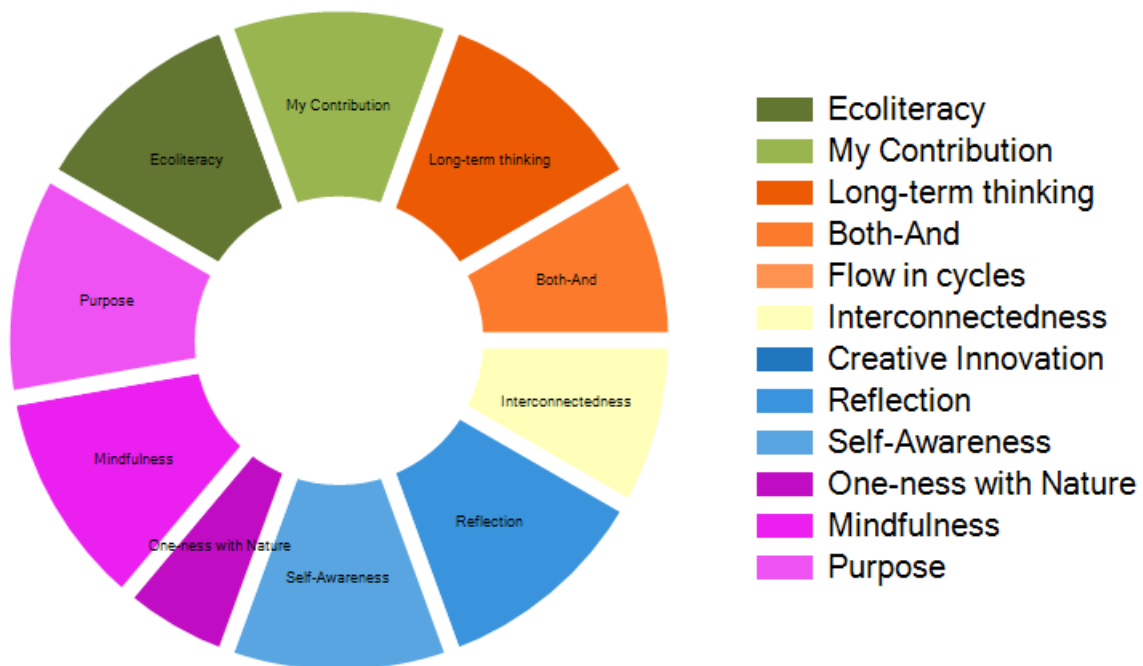 My Contribution
Ecoliteracy
Long-term thinking
Both-And
Purpose
Interconnectedness
Mindfulness
Reflection
One-ness with Nature
Self-Awareness
Ecoliteracy
My Contribution
Long-term thinking
Both-And
Flow in cycles
Interconnectedness
Creative Innovation
Reflection
Self-Awareness
One-ness with Nature
Mindfulness
Purpose